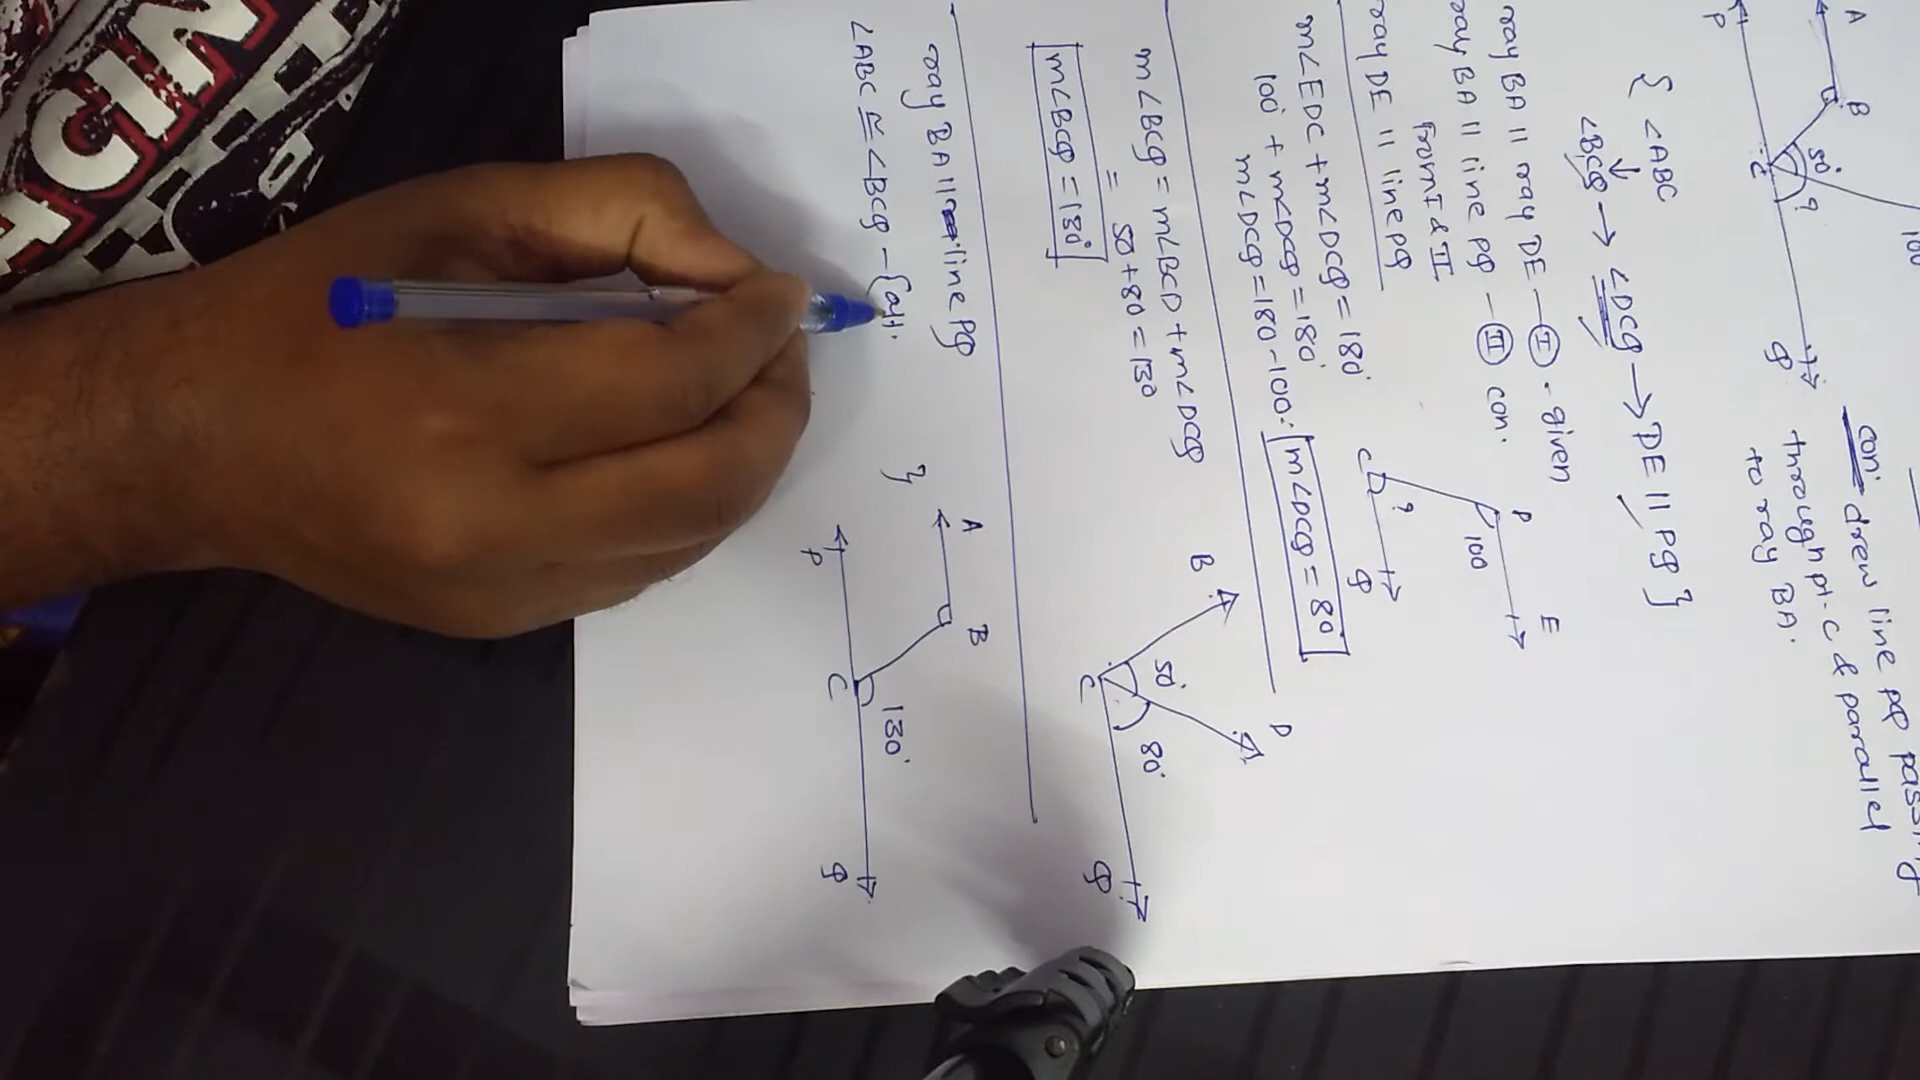 con- drew line PQ passing
through pt. C & parallel
to ray BA.
A
B
50°
100
?
C
P
Q
{ ∠ABC
↓
∠BCQ → ∠DCQ → DE || PQ }
ray BA || ray DE - I - given
ray BA || line PQ - II con.
from I & II
ray DE || line PQ
m∠EDC + m∠DCQ = 180°
100° + m∠DCQ = 180°
m∠DCQ = 180 - 100.
m∠DCQ = 80°
D
E
100
C
?
Q
m∠BCQ = m∠BCD + m∠DCQ
= 50 + 80 = 130
m∠BCQ = 130°
B
D
50°
80°
C
Q
ray BA || line PQ
∠ABC ≅ ∠BCQ - { alt. }
A
B
P
C
130°
Q